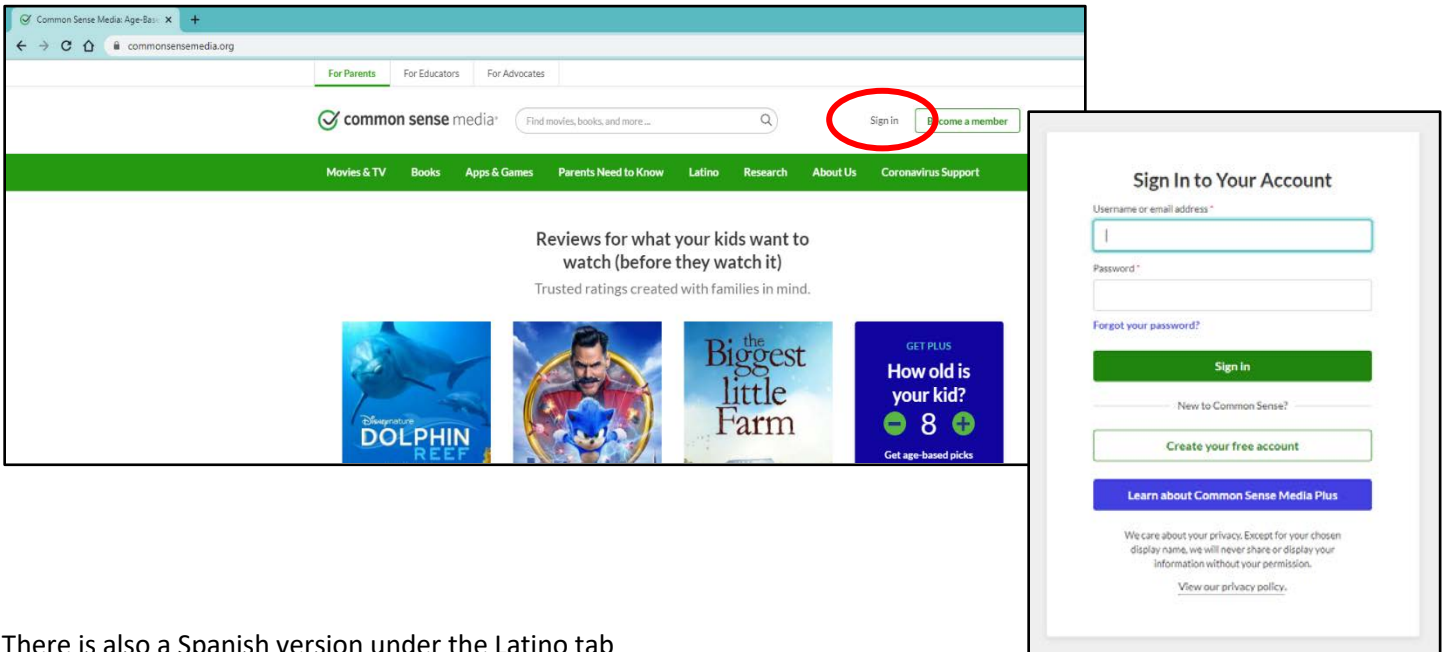 Common Sense Media: Age-Bas
commonsensemedia.org
For Parents For Educators For Advocates
common sense media
Find movies, books, and more ...
Sign in
Become a member
Movies & TV Books Apps & Games Parents Need to Know Latino Research About Us Coronavirus Support
Reviews for what your kids want to
watch (before they watch it)
Trusted ratings created with families in mind.
Disneynature
DOLPHIN
REEF
the
Biggest
little
Farm
GET PLUS
How old is
your kid?
8
Get age-based picks
Sign In to Your Account
Username or email address *
Password *
Forgot your password?
Sign in
New to Common Sense?
Create your free account
Learn about Common Sense Media Plus
We care about your privacy. Except for your chosen
display name, we will never share or display your
information without your permission.
View our privacy policy.
There is also a Spanish version under the Latino tab